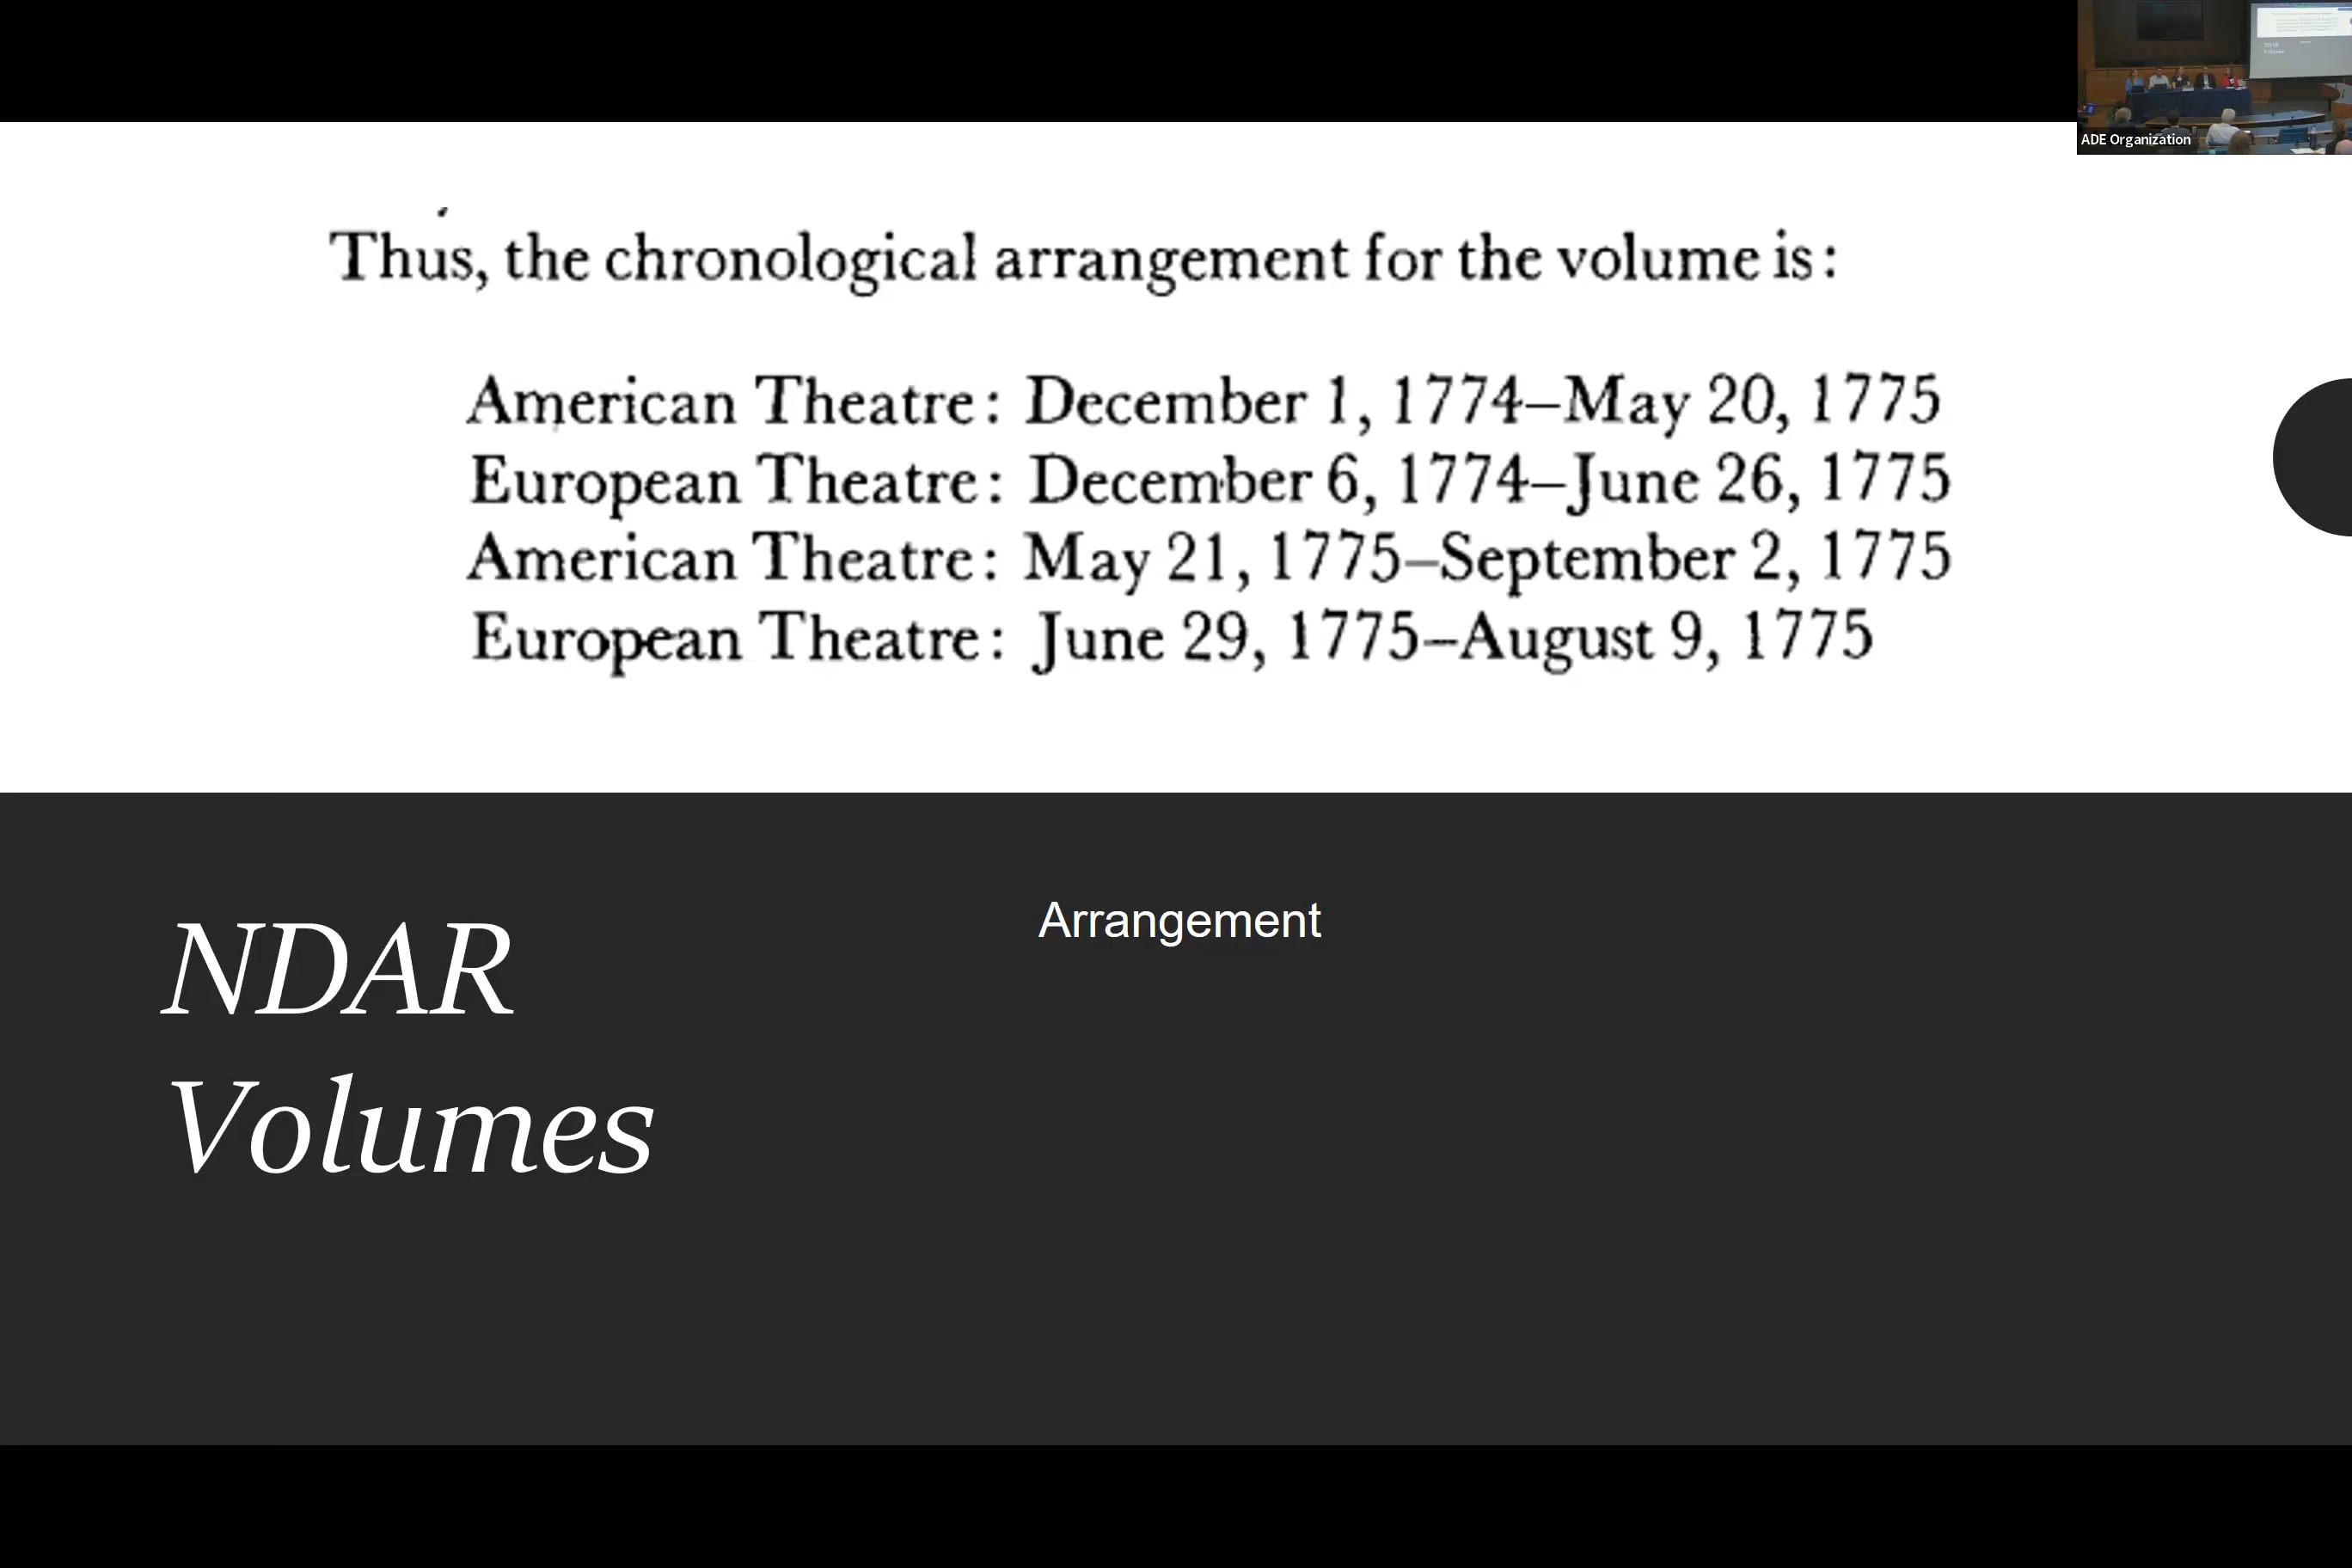 ADE Organization
Thus, the chronological arrangement for the volume is:
American Theatre: December 1, 1774–May 20, 1775
European Theatre: December 6, 1774–June 26, 1775
American Theatre: May 21, 1775–September 2, 1775
European Theatre: June 29, 1775–August 9, 1775
NDAR
Volumes
Arrangement